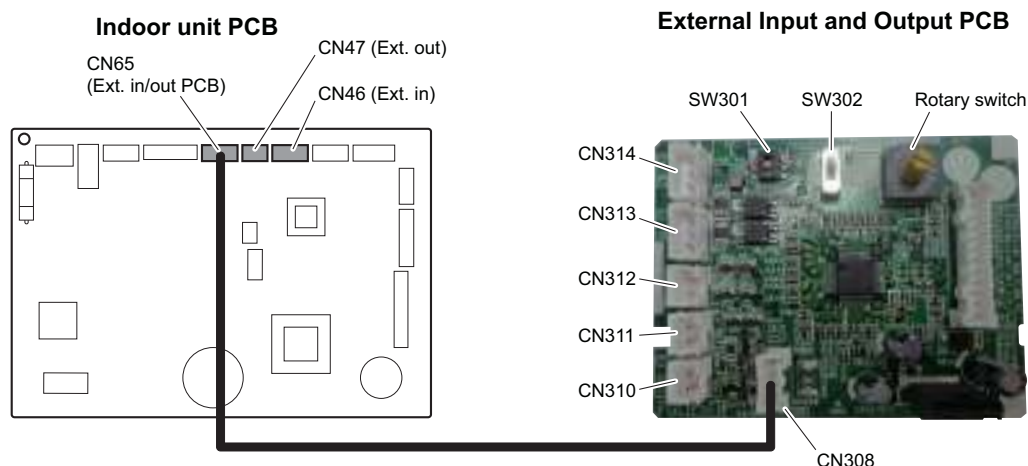 Indoor unit PCB
CN65
(Ext. in/out PCB)
CN47 (Ext. out)
CN46 (Ext. in)
External Input and Output PCB
SW301
SW302
Rotary switch
CN314
CN313
CN312
CN311
CN310
CN308